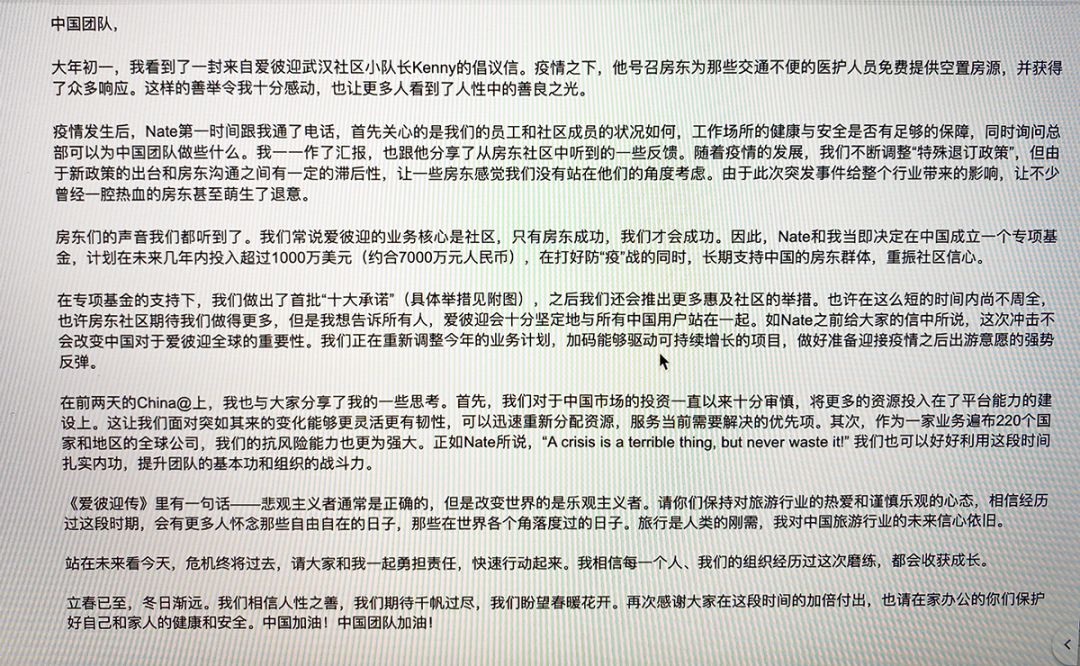 中国团队，
大年初一，我看到了一封来自爱彼迎武汉社区小队长Kenny的倡议信。疫情之下，他号召房东为那些交通不便的医护人员免费提供空置房源，并获得
了众多响应。这样的善举令我十分感动，也让更多人看到了人性中的善良之光。
疫情发生后，Nate第一时间跟我通了电话，首先关心的是我们的员工和社区成员的状况如何，工作场所的健康与安全是否有足够的保障，同时询问总
部可以为中国团队做些什么。我一一作了汇报，也跟他分享了从房东社区中听到的一些反馈。随着疫情的发展，我们不断调整“特殊退订政策”，但由
于新政策的出台和房东沟通之间有一定的滞后性，让一些房东感觉我们没有站在他们的角度考虑。由于此次突发事件给整个行业带来的影响，让不少
曾经一腔热血的房东甚至萌生了退意。
房东们的声音我们都听到了。我们常说爱彼迎的业务核心是社区，只有房东成功，我们才会成功。因此，Nate和我当即决定在中国成立一个专项基
金，计划在未来几年内投入超过1000万美元（约合7000万元人民币），在打好防“疫”战的同时，长期支持中国的房东群体，重振社区信心。
在专项基金的支持下，我们做出了首批“十大承诺”（具体举措见附图），之后我们还会推出更多惠及社区的举措。也许在这么短的时间内尚不周全，
也许房东社区期待我们做得更多，但是我想告诉所有人，爱彼迎会十分坚定地与所有中国用户站在一起。如Nate之前给大家的信中所说，这次冲击不
会改变中国对于爱彼迎全球的重要性。我们正在重新调整今年的业务计划，加码能够驱动可持续增长的项目，做好准备迎接疫情之后出游意愿的强势
反弹。
在前两天的China@上，我也与大家分享了我的一些思考。首先，我们对于中国市场的投资一直以来十分审慎，将更多的资源投入在了平台能力的建
设上。这让我们面对突如其来的变化能够更灵活更有韧性，可以迅速重新分配资源，服务当前需要解决的优先项。其次，作为一家业务遍布220个国
家和地区的全球公司，我们的抗风险能力也更为强大。正如Nate所说，“A crisis is a terrible thing, but never waste it!” 我们也可以好好利用这段时间
扎实内功，提升团队的基本功和组织的战斗力。
《爱彼迎传》里有一句话——悲观主义者通常是正确的，但是改变世界的是乐观主义者。请你们保持对旅游行业的热爱和谨慎乐观的心态，相信经历
过这段时期，会有更多人怀念那些自由自在的日子，那些在世界各个角落度过的日子。旅行是人类的刚需，我对中国旅游行业的未来信心依旧。
站在未来看今天，危机终将过去，请大家和我一起勇担责任，快速行动起来。我相信每一个人、我们的组织经历过这次磨练，都会收获成长。
立春已至，冬日渐远。我们相信人性之善，我们期待千帆过尽，我们盼望春暖花开。再次感谢大家在这段时间的加倍付出，也请在家办公的你们保护
好自己和家人的健康和安全。中国加油！中国团队加油！